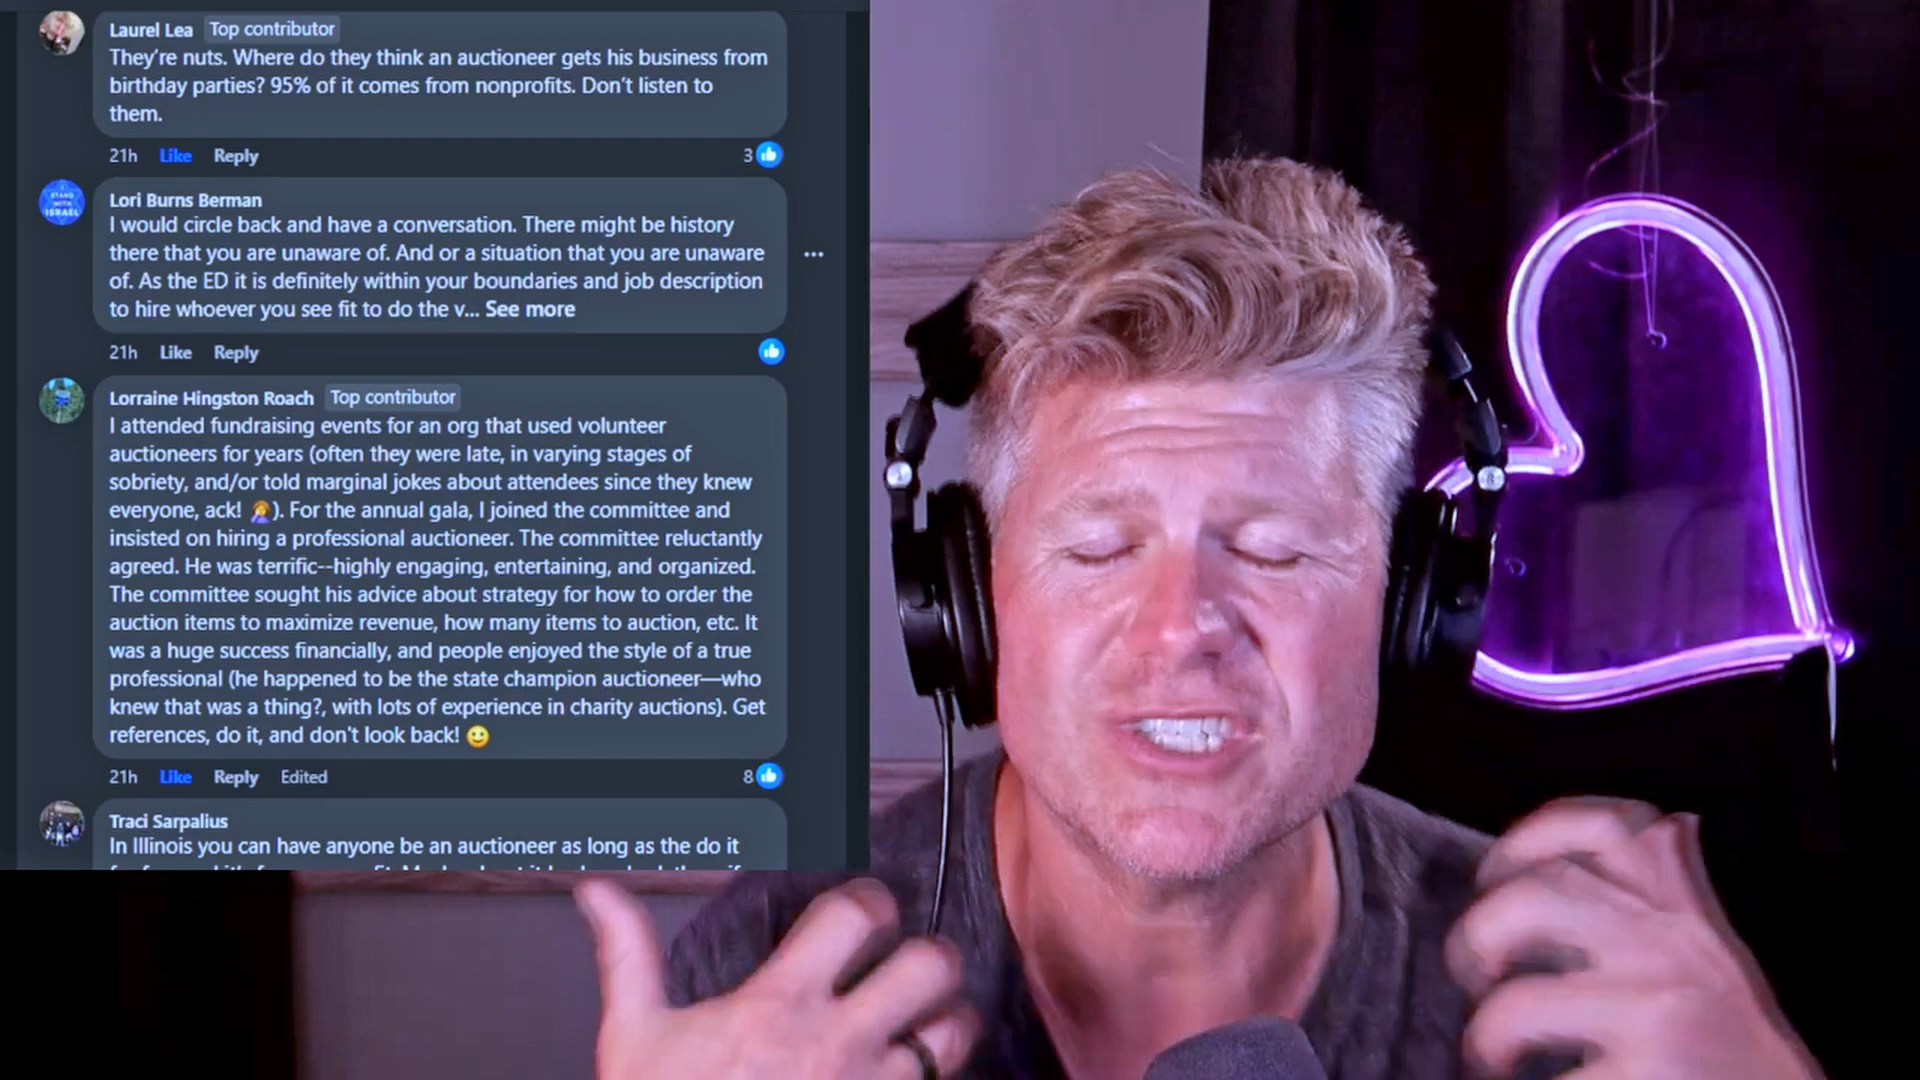 Laurel Lea Top contributor
They're nuts. Where do they think an auctioneer gets his business from
birthday parties? 95% of it comes from nonprofits. Don't listen to
them.
21h Like Reply 3
I STAND WITH ISRAEL
Lori Burns Berman
I would circle back and have a conversation. There might be history
there that you are unaware of. And or a situation that you are unaware
of. As the ED it is definitely within your boundaries and job description
to hire whoever you see fit to do the v... See more
21h Like Reply
Lorraine Hingston Roach Top contributor
I attended fundraising events for an org that used volunteer
auctioneers for years (often they were late, in varying stages of
sobriety, and/or told marginal jokes about attendees since they knew
everyone, ack! 🤦‍♀️). For the annual gala, I joined the committee and
insisted on hiring a professional auctioneer. The committee reluctantly
agreed. He was terrific--highly engaging, entertaining, and organized.
The committee sought his advice about strategy for how to order the
auction items to maximize revenue, how many items to auction, etc. It
was a huge success financially, and people enjoyed the style of a true
professional (he happened to be the state champion auctioneer—who
knew that was a thing?, with lots of experience in charity auctions). Get
references, do it, and don't look back! 🙂
21h Like Reply Edited 8
Traci Sarpalius
In Illinois you can have anyone be an auctioneer as long as the do it